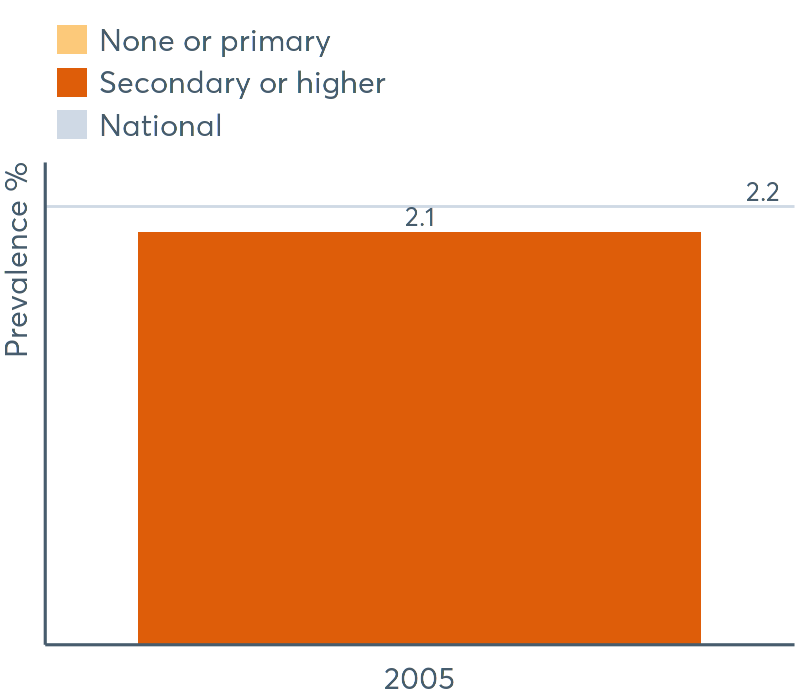 None or primary
Secondary or higher
National
Prevalence %
2.2
2.1
2005